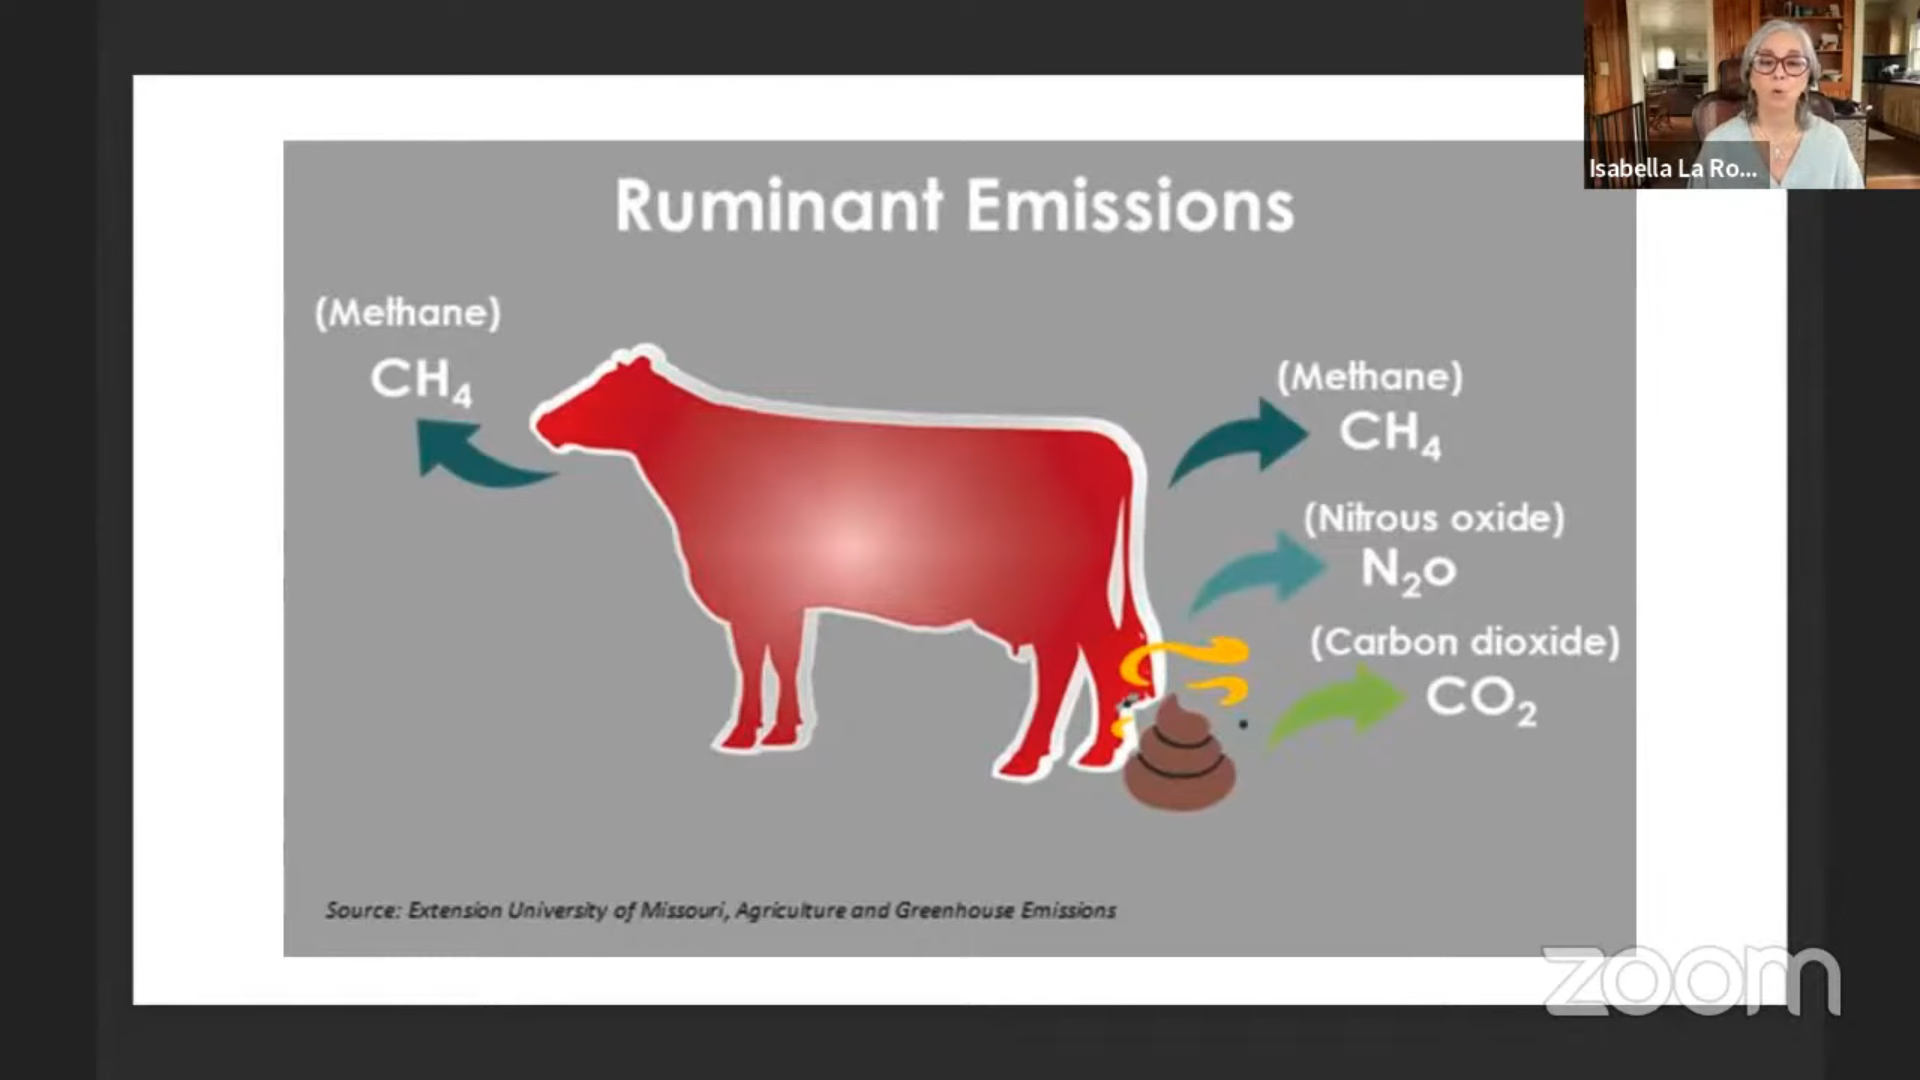 Isabella La Ro...
Ruminant Emissions
(Methane)
CH₄
(Methane)
CH₄
(Nitrous oxide)
N₂o
(Carbon dioxide)
CO₂
Source: Extension University of Missouri, Agriculture and Greenhouse Emissions
zoom